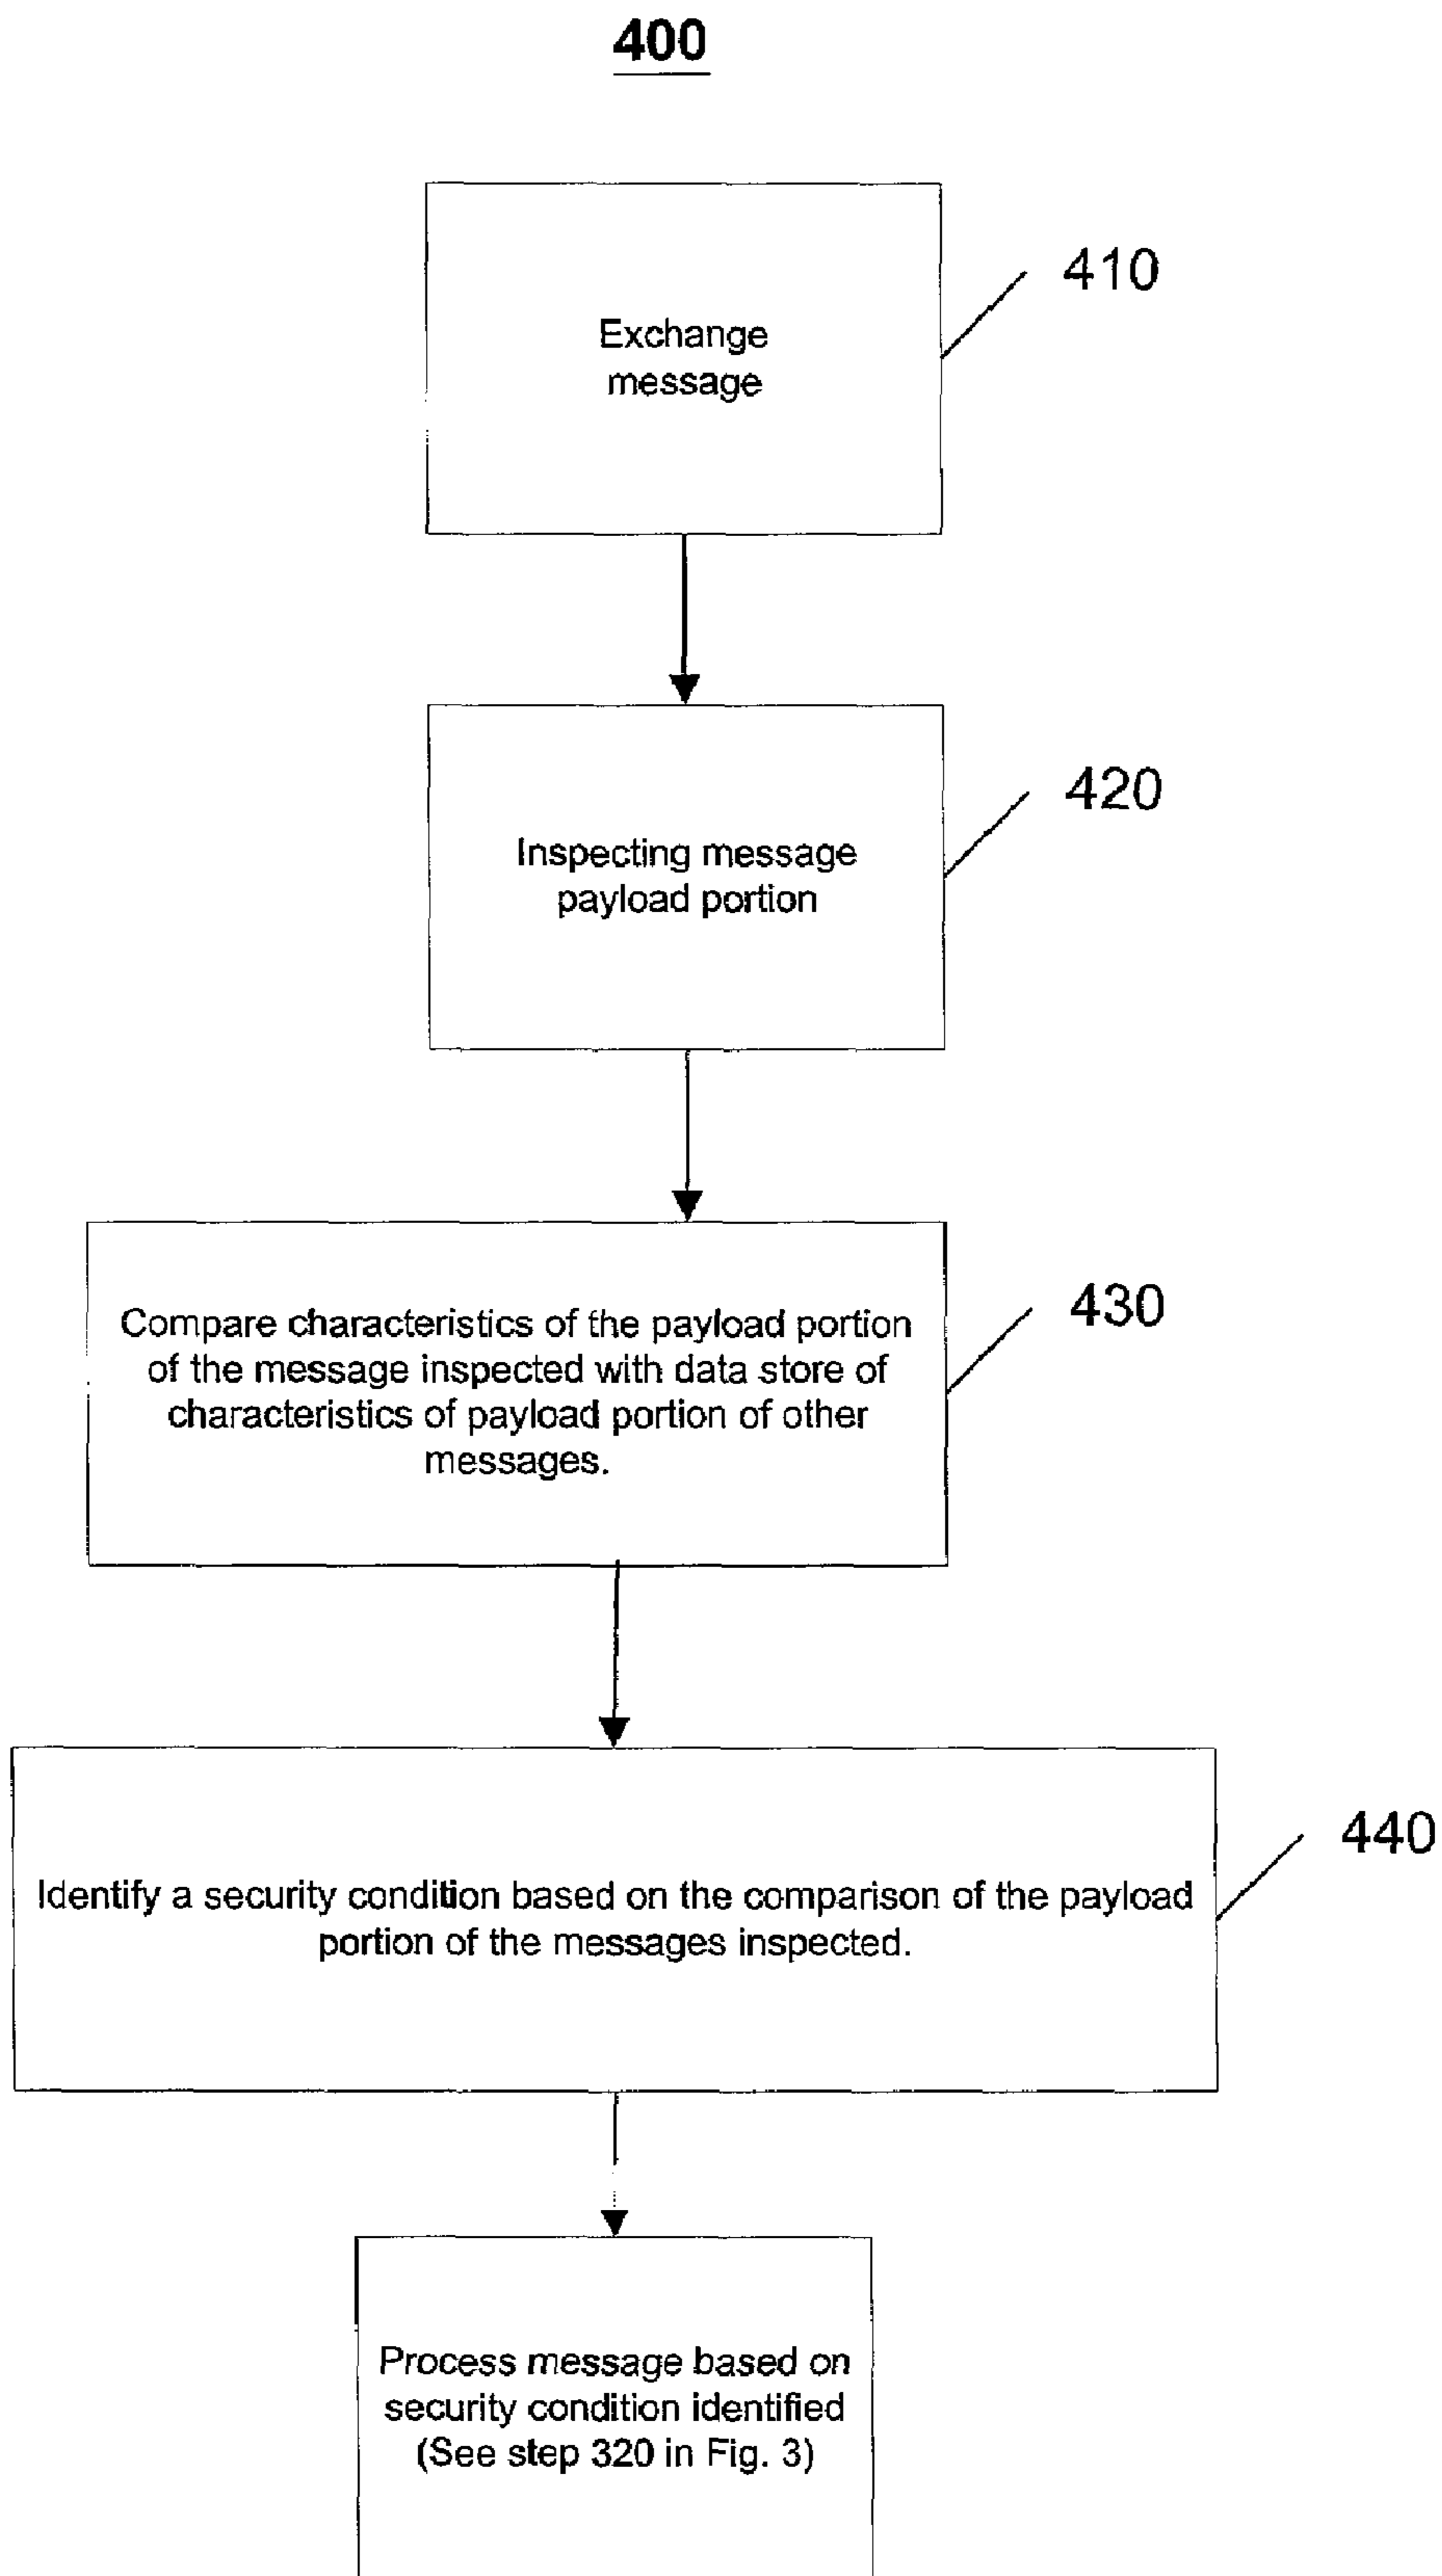 400
Exchange
message
410
Inspecting message
payload portion
420
Compare characteristics of the payload portion
of the message inspected with data store of
characteristics of payload portion of other
messages.
430
Identify a security condition based on the comparison of the payload
portion of the messages inspected.
440
Process message based on
security condition identified
(See step 320 in Fig. 3)